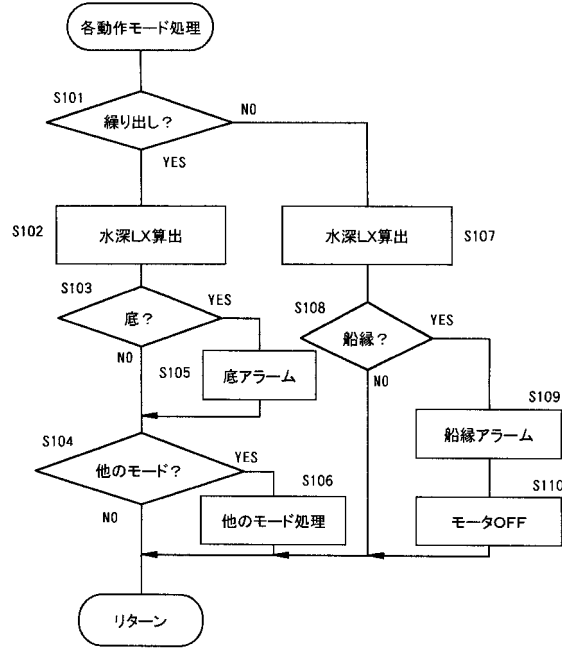 各動作モード処理
S101
繰り出し?
NO
YES
S102
水深LX算出
水深LX算出
S107
S103
底?
YES
NO
S108
船縁?
YES
NO
S105
底アラーム
S109
船縁アラーム
S104
他のモード?
YES
NO
S106
他のモード処理
S110
モータOFF
リターン